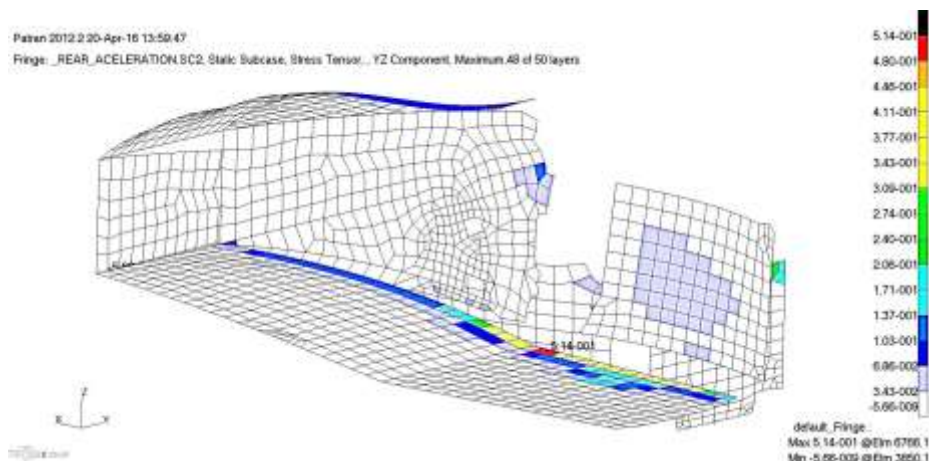 Patran 2012.2 20-Apr-16 13:59:47
Fringe: _REAR_ACELERATION.SC2, Static Subcase, Stress Tensor, , YZ Component, Maximum,48 of 50 layers
5.14-001
4.80-001
4.46-001
4.11-001
3.77-001
3.43-001
3.09-001
2.74-001
2.40-001
2.06-001
1.71-001
1.37-001
1.03-001
6.86-002
3.43-002
-5.66-009
5.14-001
Z
X
Y
default_Fringe :
Max 5.14-001 @Elm 6766.1
Min -5.66-009 @Elm 3850.1